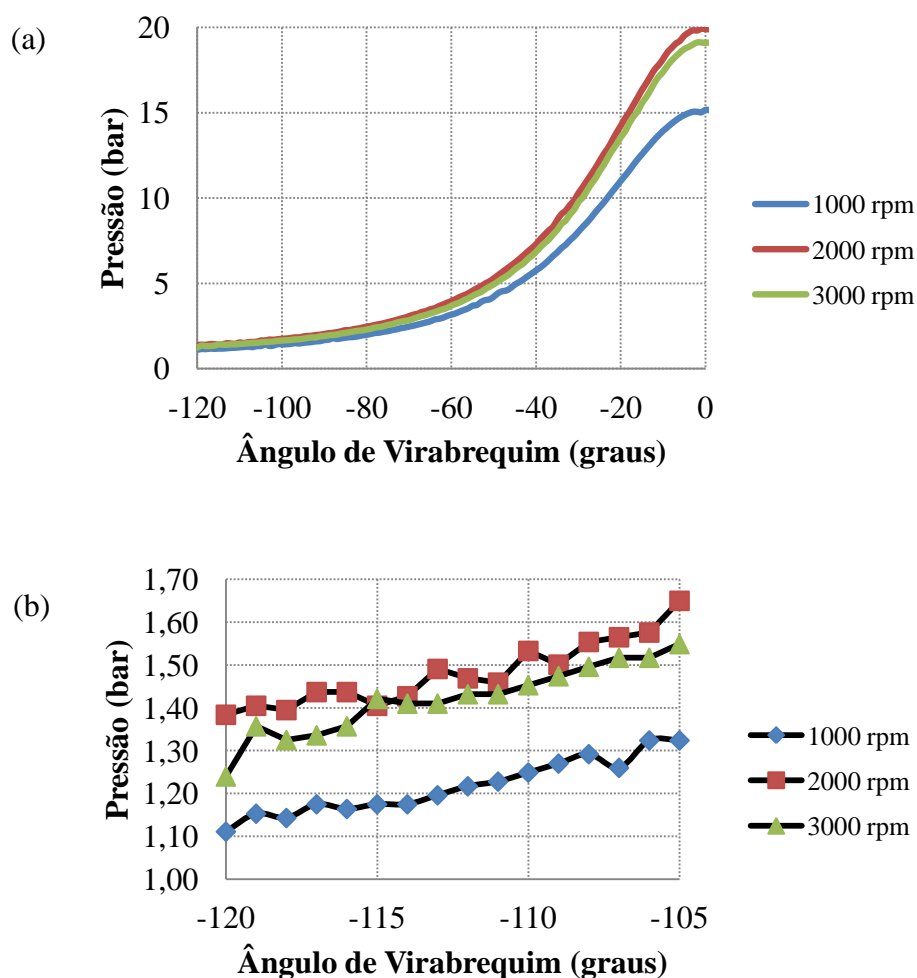 (a)
Pressão (bar)
20
15
10
5
0
-120 -100 -80 -60 -40 -20 0
Ângulo de Virabrequim (graus)
1000 rpm
2000 rpm
3000 rpm
(b)
Pressão (bar)
1,70
1,60
1,50
1,40
1,30
1,20
1,10
1,00
-120 -115 -110 -105
Ângulo de Virabrequim (graus)
1000 rpm
2000 rpm
3000 rpm